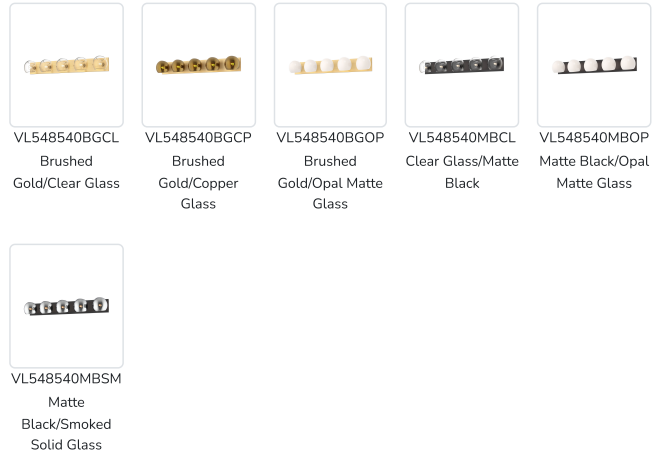 VL548540BGCL
Brushed
Gold/Clear Glass
VL548540BGCP
Brushed
Gold/Copper
Glass
VL548540BGOP
Brushed
Gold/Opal Matte
Glass
VL548540MBCL
Clear Glass/Matte
Black
VL548540MBOP
Matte Black/Opal
Matte Glass
VL548540MBSM
Matte
Black/Smoked
Solid Glass